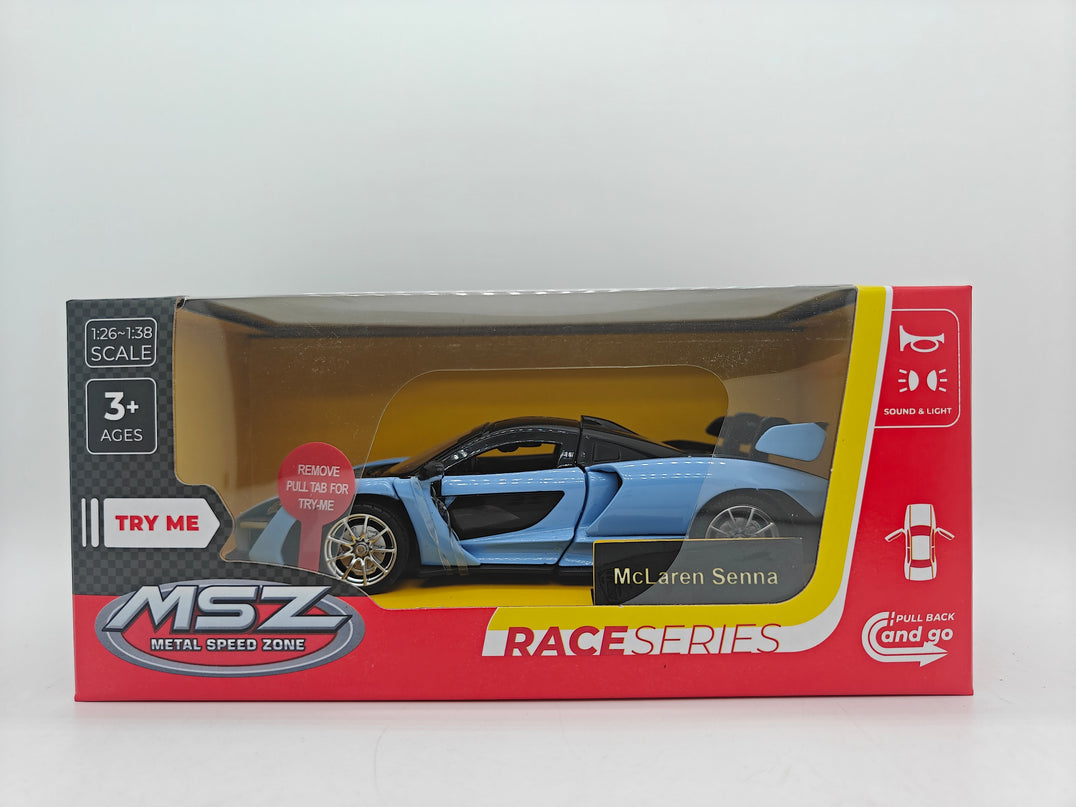 1:26~1:38
SCALE
3+
AGES
TRY ME
REMOVE
PULL TAB FOR
TRY-ME
MSZ
METAL SPEED ZONE
McLaren Senna
RACESERIES
SOUND & LIGHT
PULL BACK
and go